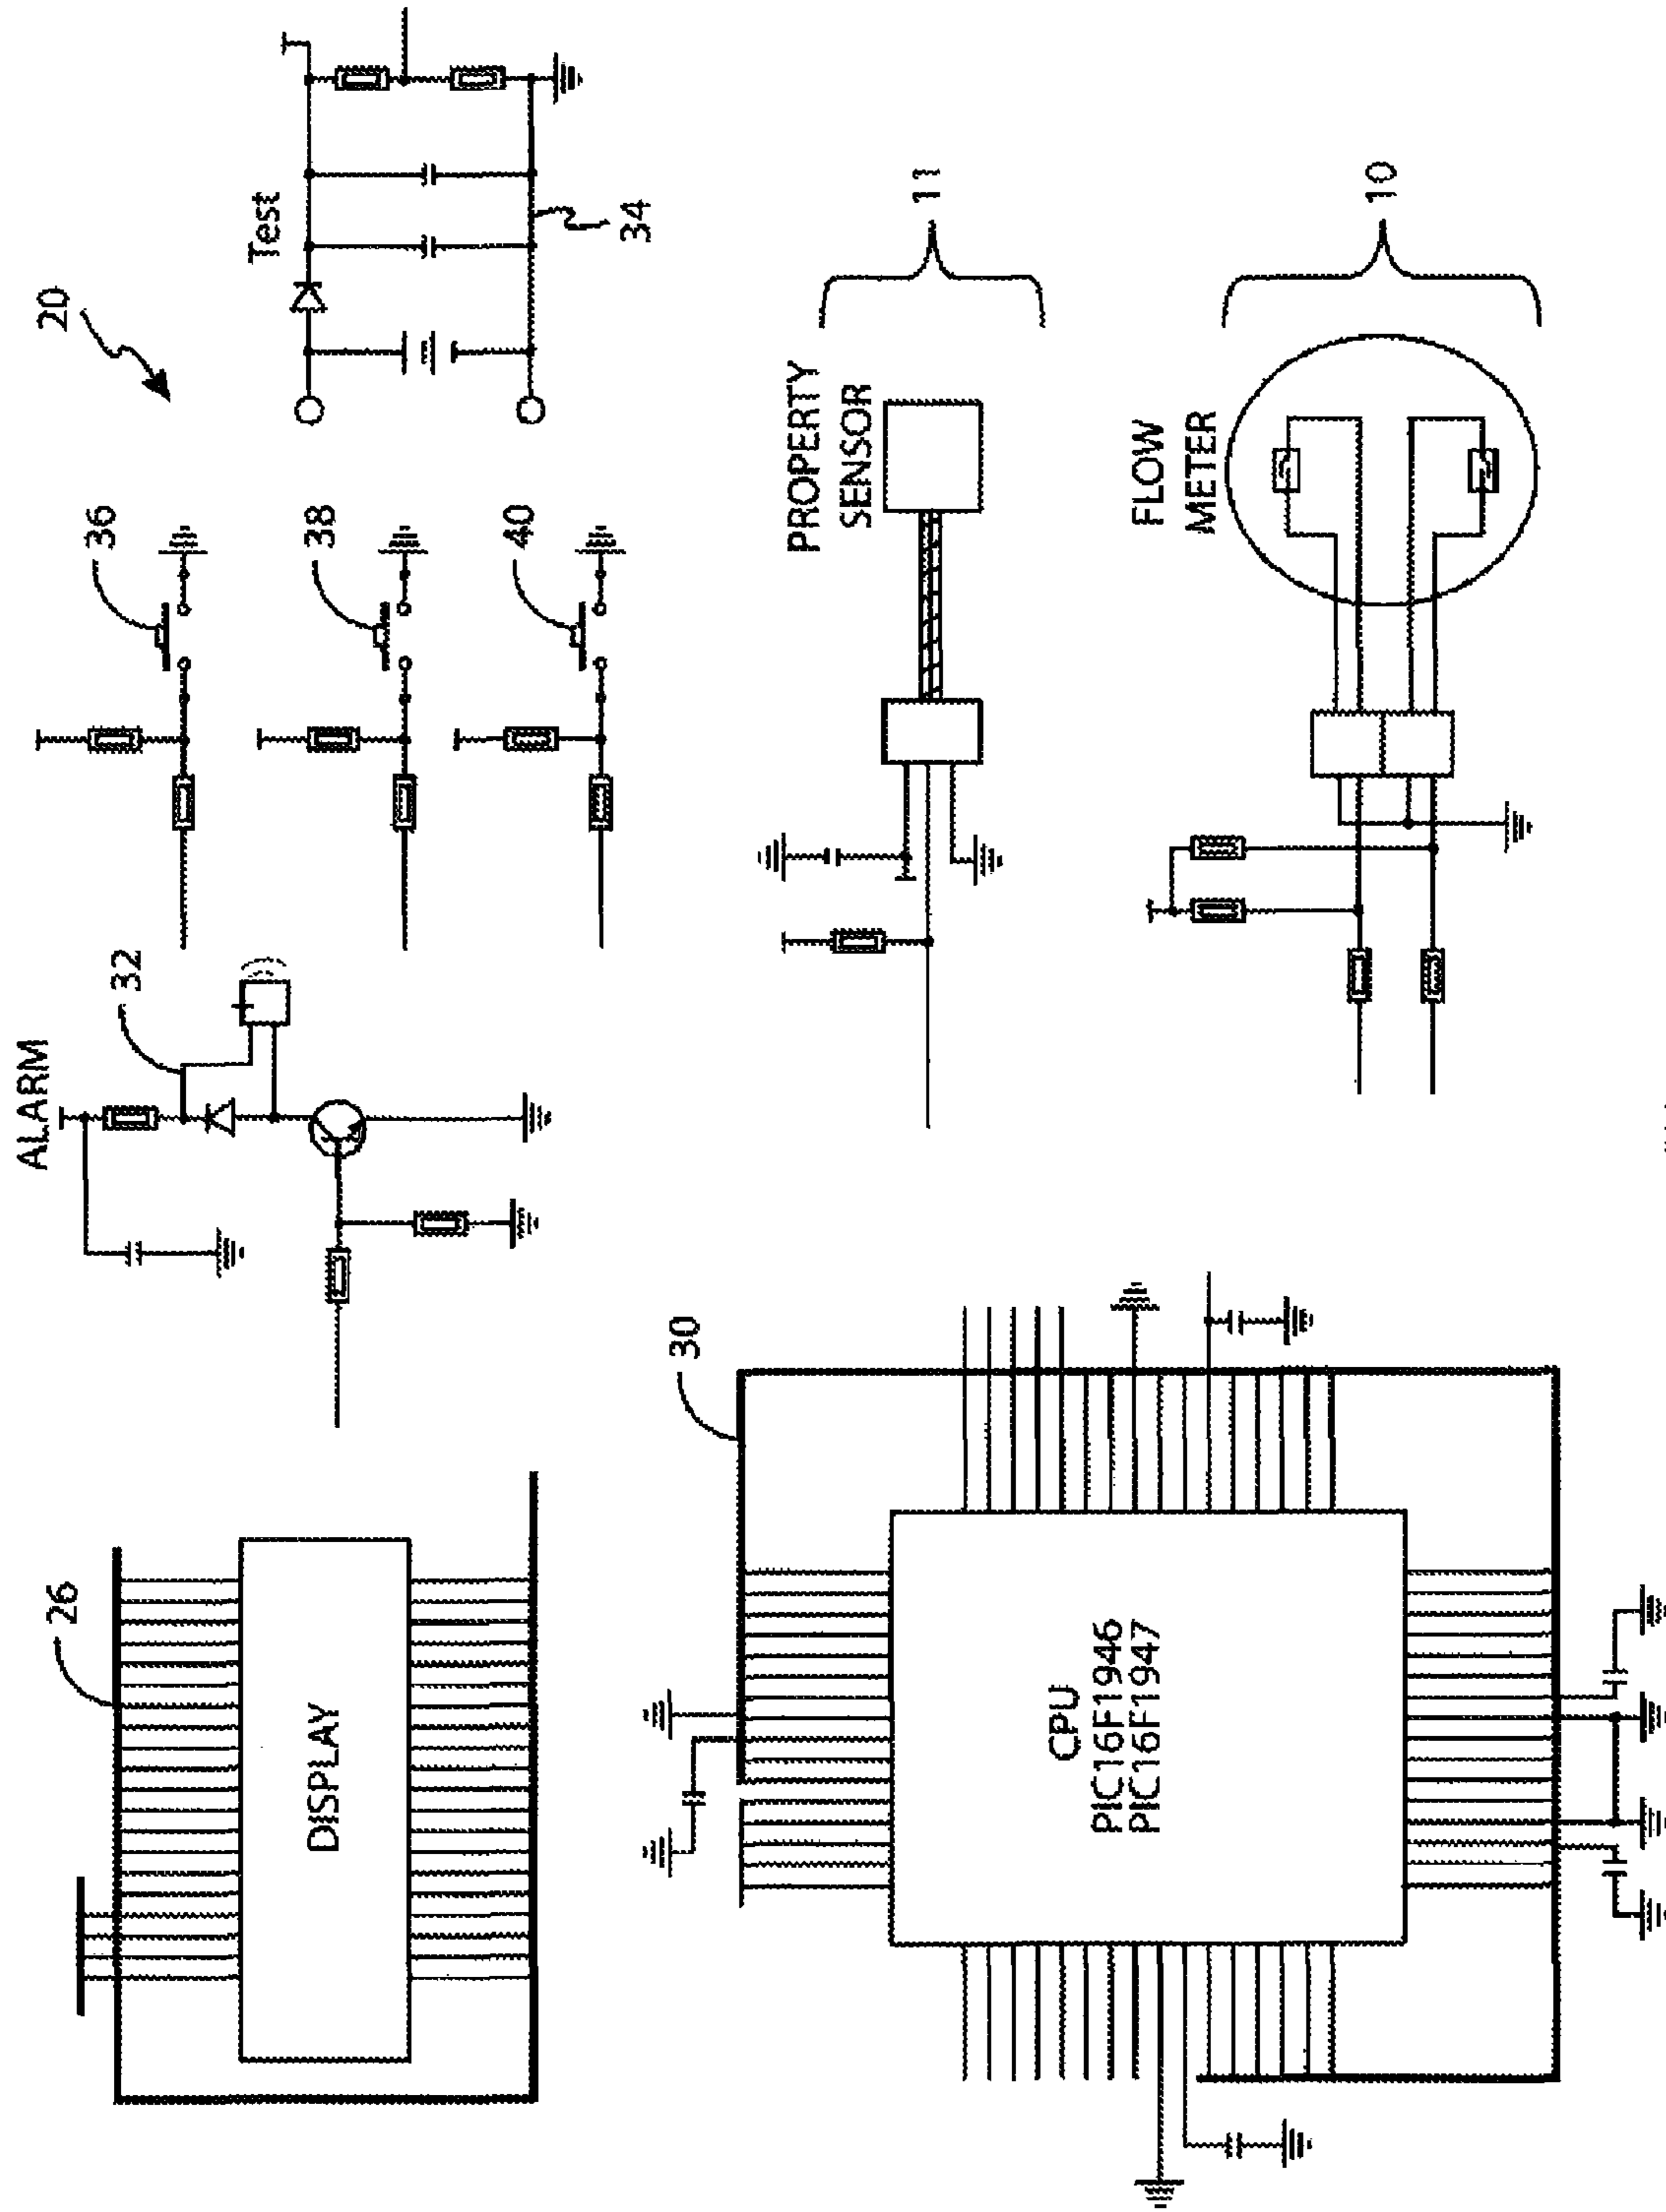 20
26
DISPLAY
ALARM
32
36
38
40
Test
34
30
CPU
PIC16F1946
PIC16F1947
PROPERTY
SENSOR
11
FLOW
METER
10